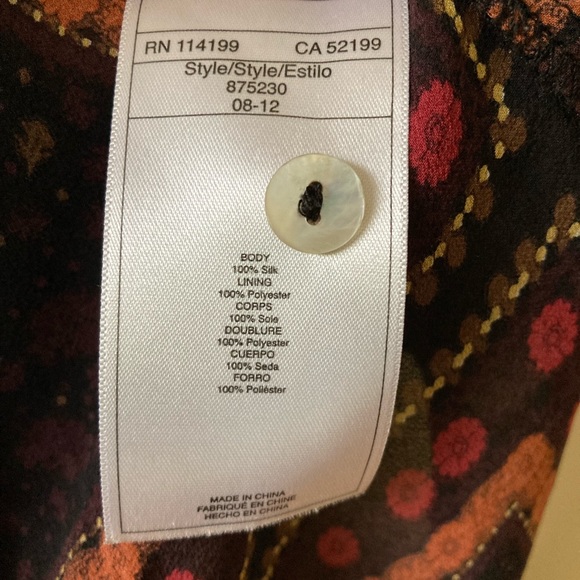 RN 114199 CA 52199
Style/Style/Estilo
875230
08-12
BODY
100% Silk
LINING
100% Polyester
CORPS
100% Soie
DOUBLURE
100% Polyester
CUERPO
100% Seda
FORRO
100% Poliéster
MADE IN CHINA
FABRIQUÉ EN CHINE
HECHO EN CHINA